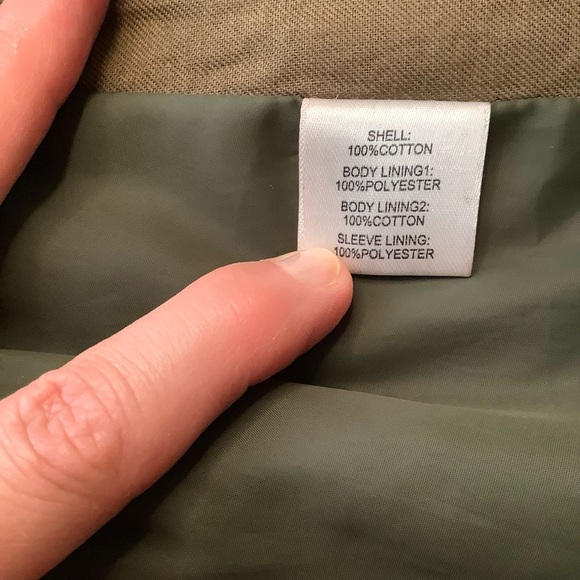 SHELL:
100%COTTON
BODY LINING1:
100%POLYESTER
BODY LINING2:
100%COTTON
SLEEVE LINING:
100%POLYESTER